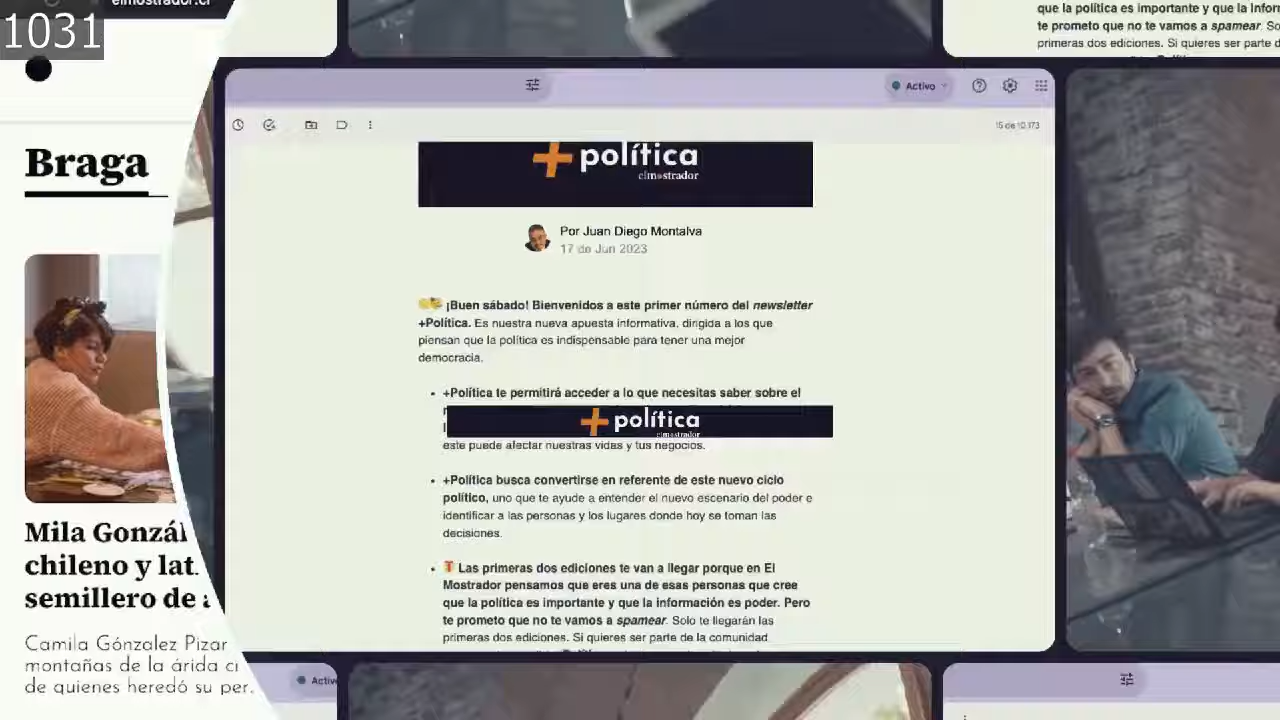 1031
elmostrador.cl
que la política es importante y que la
te prometo que no te vamos a spamear. So
primeras dos ediciones. Si quieres ser parte d
Activo
15 de 10.173
Braga
+ política
elmostrador
Por Juan Diego Montalva
17 de Jun 2023
¡Buen sábado! Bienvenidos a este primer número del newsletter
+Política. Es nuestra nueva apuesta informativa, dirigida a los que
piensan que la política es indispensable para tener una mejor
democracia.
+Política te permitirá acceder a lo que necesitas saber sobre el
+ política
elmostrador
este puede afectar nuestras vidas y tus negocios.
+Política busca convertirse en referente de este nuevo ciclo
político, uno que te ayude a entender el nuevo escenario del poder e
identificar a las personas y los lugares donde hoy se toman las
decisiones.
Las primeras dos ediciones te van a llegar porque en El
Mostrador pensamos que eres una de esas personas que cree
que la política es importante y que la información es poder. Pero
te prometo que no te vamos a spamear. Solo te llegarán las
primeras dos ediciones. Si quieres ser parte de la comunidad
Mila Gonzál
chileno y lat
semillero de
Camila Gónzalez Pizar
montañas de la árida
de quienes heredó su per
Activ